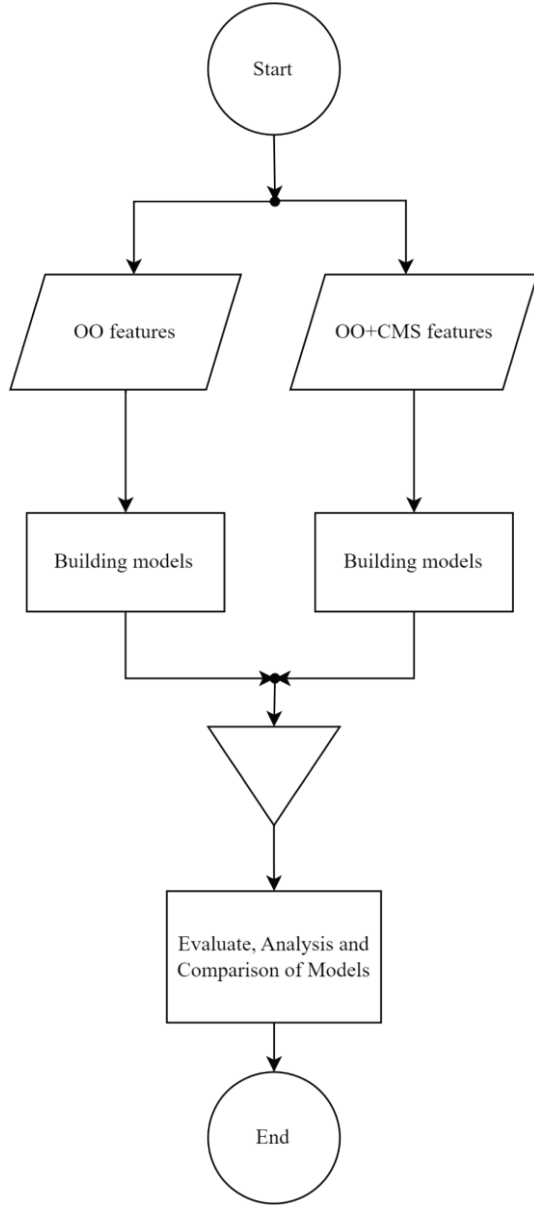 Start
OO features
OO+CMS features
Building models
Building models
Evaluate, Analysis and
Comparison of Models
End